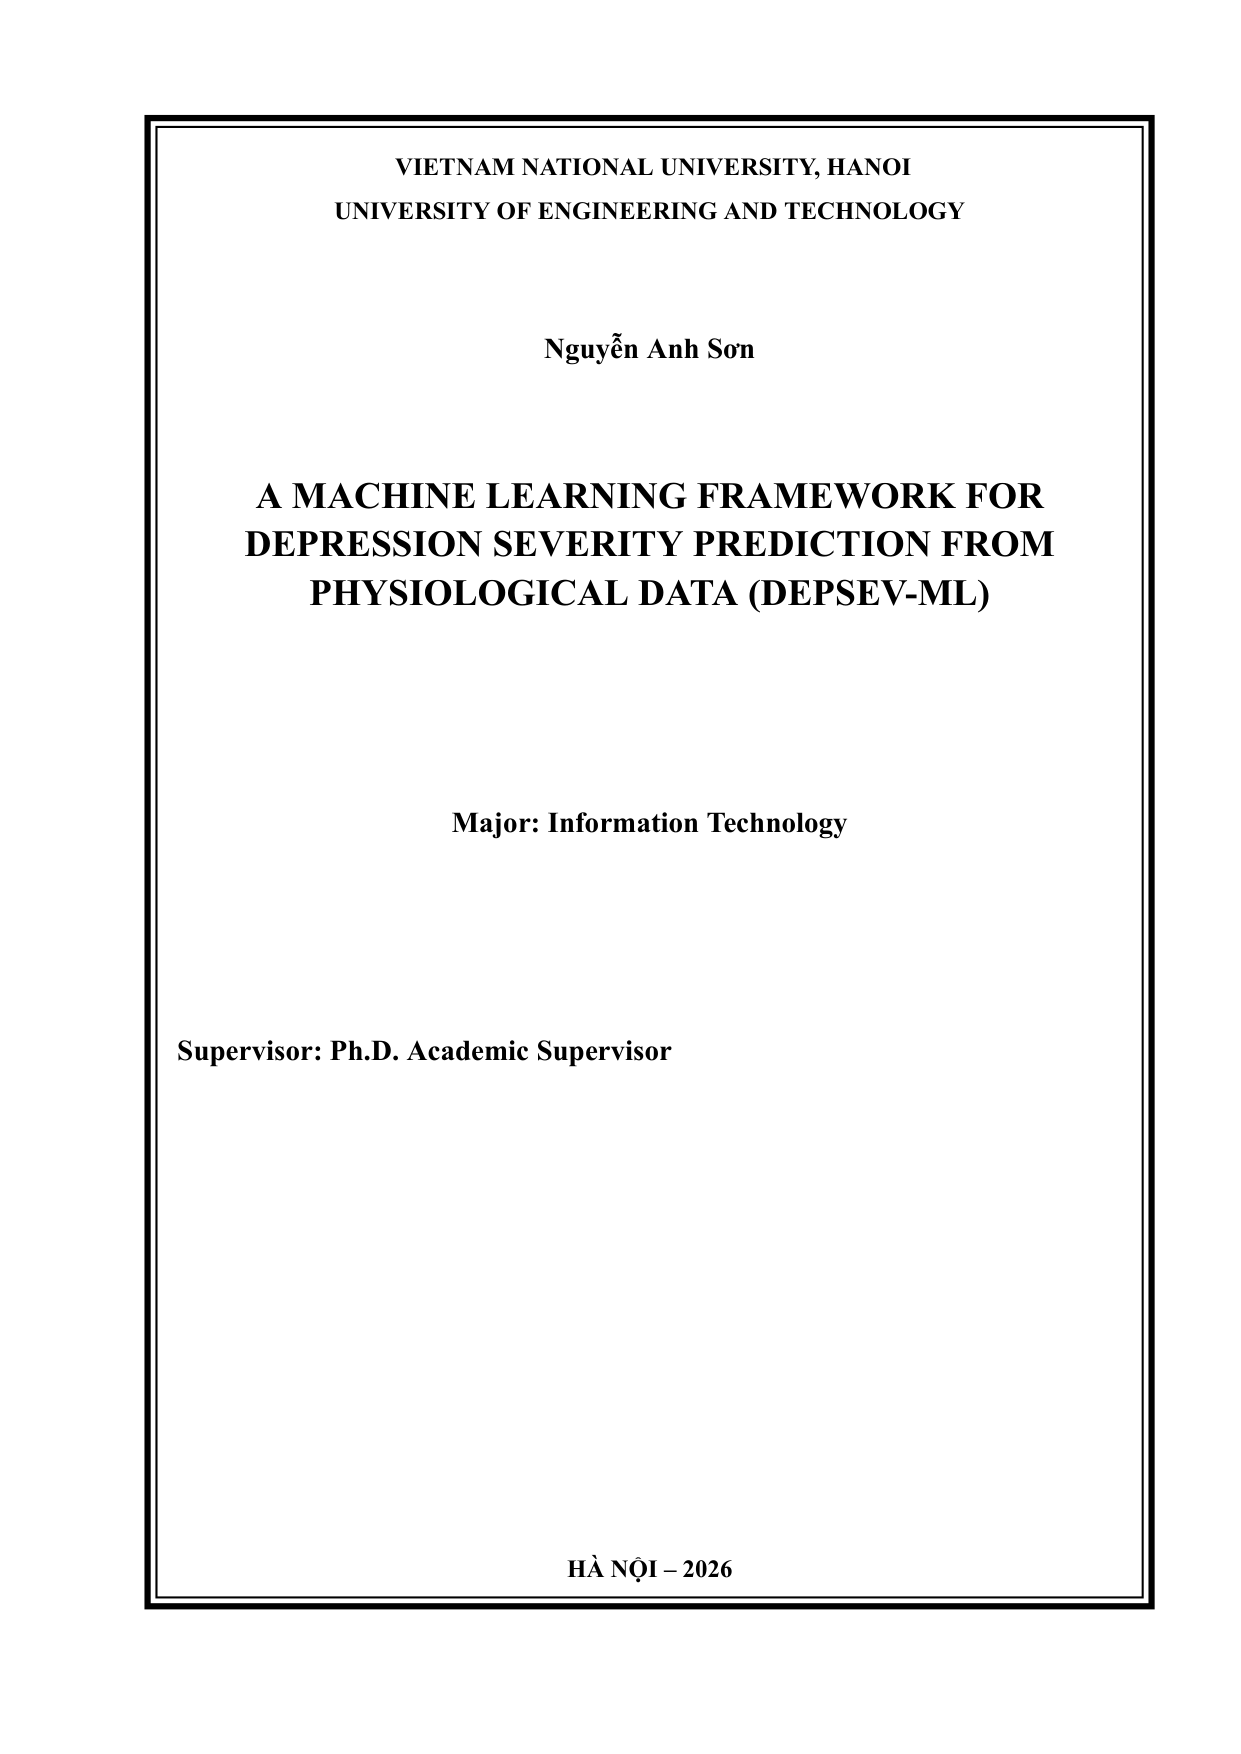 VIETNAM NATIONAL UNIVERSITY, HANOI
UNIVERSITY OF ENGINEERING AND TECHNOLOGY
Nguyễn Anh Sơn
A MACHINE LEARNING FRAMEWORK FOR
DEPRESSION SEVERITY PREDICTION FROM
PHYSIOLOGICAL DATA (DEPSEV-ML)
Major: Information Technology
Supervisor: Ph.D. Academic Supervisor
HÀ NỘI – 2026